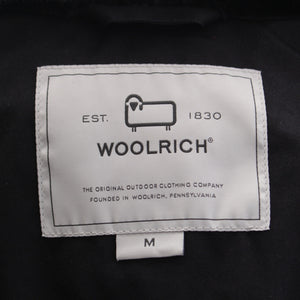 EST. 1830
WOOLRICH®
THE ORIGINAL OUTDOOR CLOTHING COMPANY
FOUNDED IN WOOLRICH, PENNSYLVANIA
M